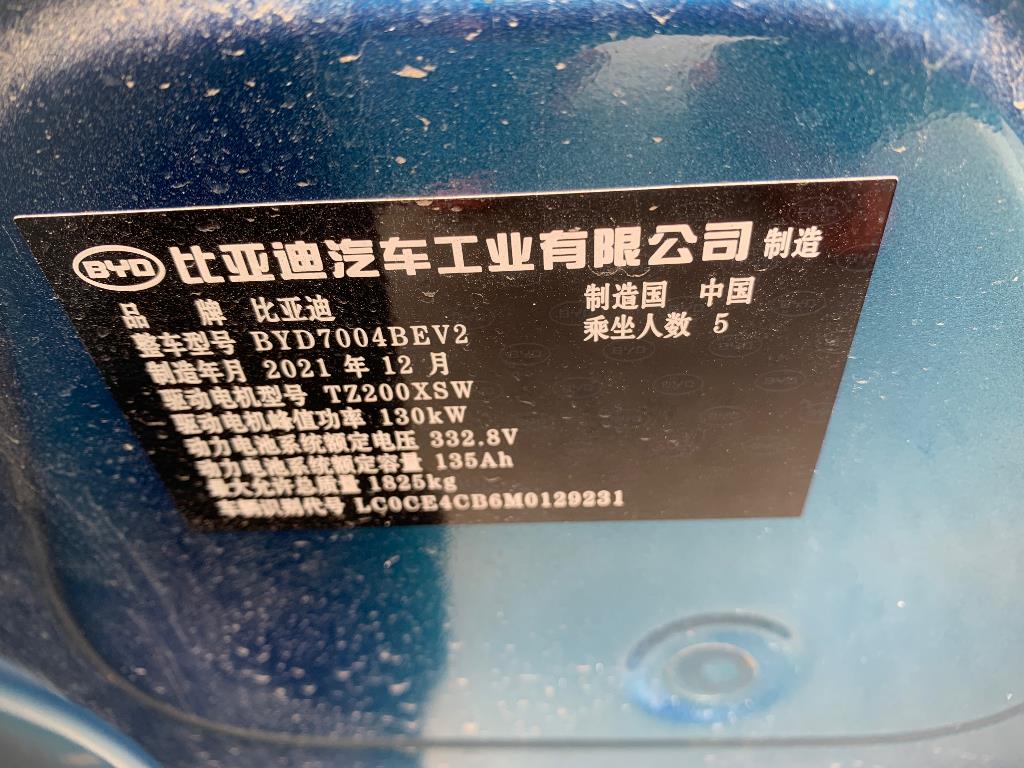 BYD 比亚迪汽车工业有限公司 制造
品牌 比亚迪 制造国 中国
整车型号 BYD7004BEV2 乘坐人数 5
制造年月 2021 年 12 月
驱动电机型号 TZ200XSW
驱动电机峰值功率 130kW
动力电池系统额定电压 332.8V
动力电池系统额定容量 135Ah
最大允许总质量 1825kg
车辆识别代号 LC0CE4CB6M0129231